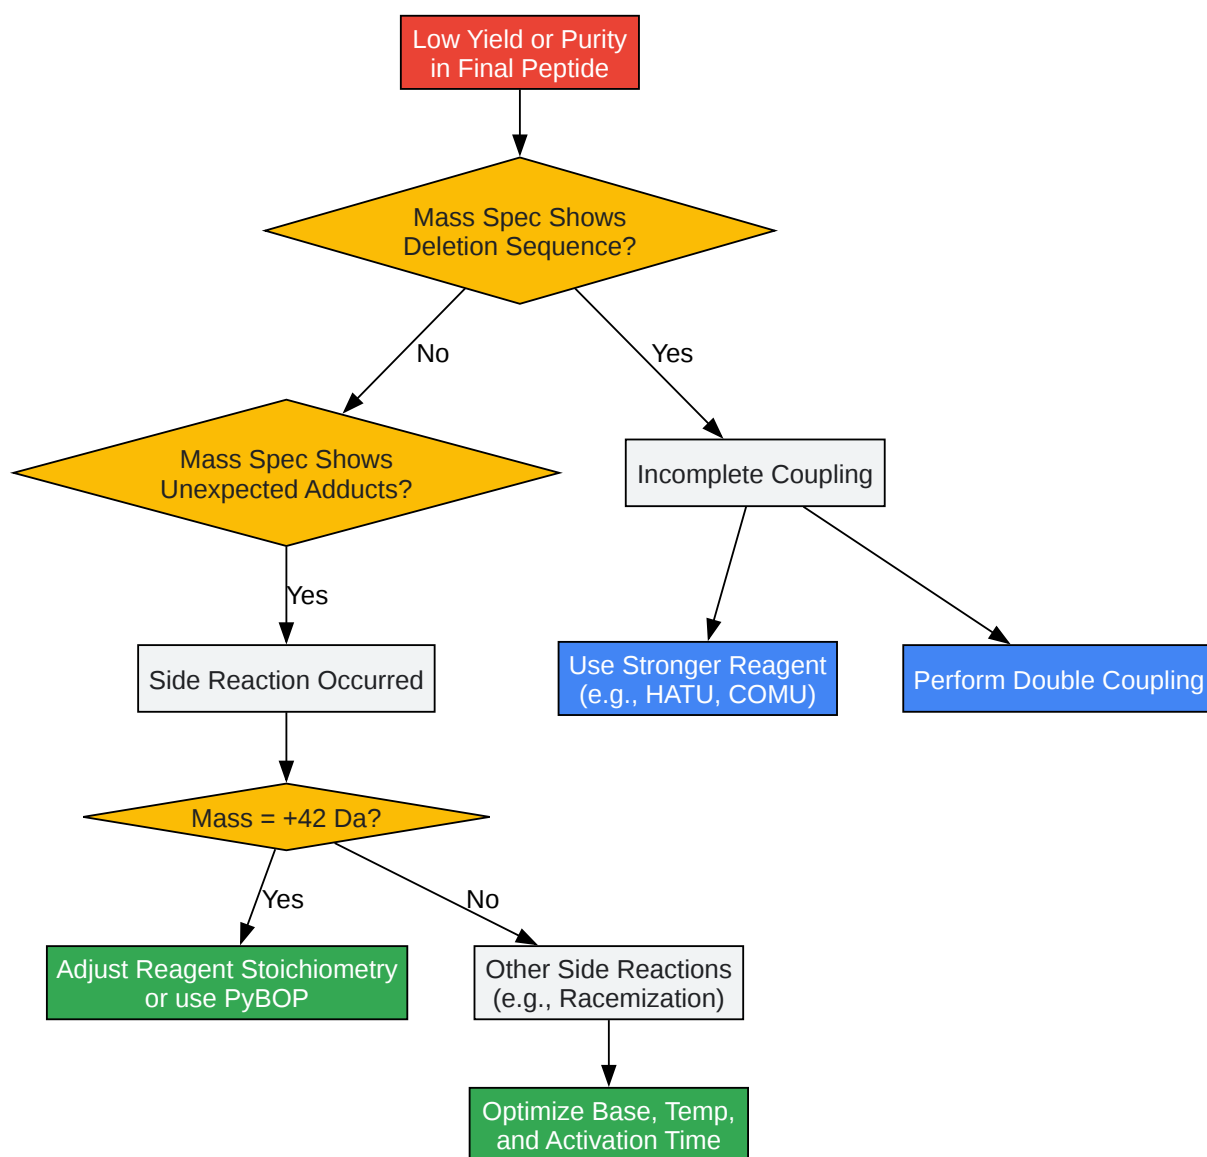 Low Yield or Purity
in Final Peptide
Mass Spec Shows
Deletion Sequence?
No
Yes
Mass Spec Shows
Unexpected Adducts?
Incomplete Coupling
Yes
Side Reaction Occurred
Use Stronger Reagent
(e.g., HATU, COMU)
Perform Double Coupling
Mass = +42 Da?
Yes
No
Adjust Reagent Stoichiometry
or use PyBOP
Other Side Reactions
(e.g., Racemization)
Optimize Base, Temp,
and Activation Time